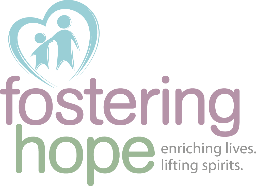 fostering
hope
enriching lives.
lifting spirits.